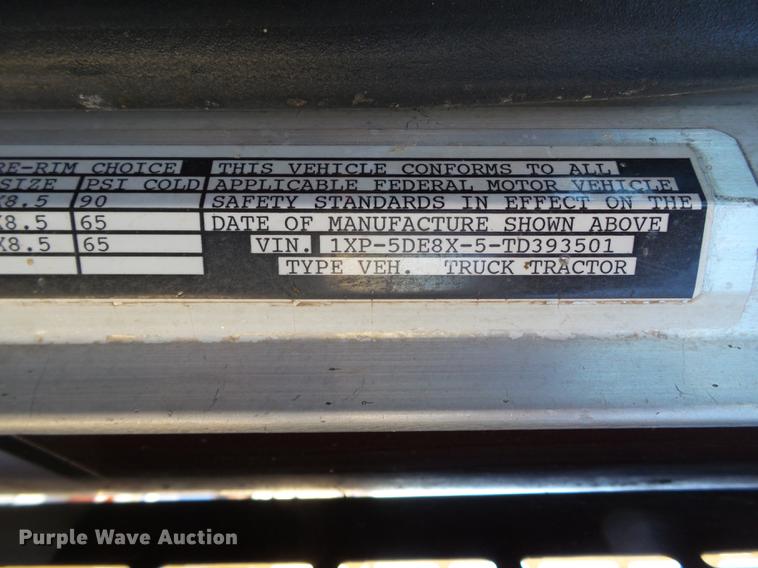 RE-RIM CHOICE
SIZE PSI COLD
X8.5 90
X8.5 65
X8.5 65
THIS VEHICLE CONFORMS TO ALL
APPLICABLE FEDERAL MOTOR VEHICLE
SAFETY STANDARDS IN EFFECT ON THE
DATE OF MANUFACTURE SHOWN ABOVE
VIN. 1XP-5DE8X-5-TD393501
TYPE VEH. TRUCK TRACTOR
Purple Wave Auction